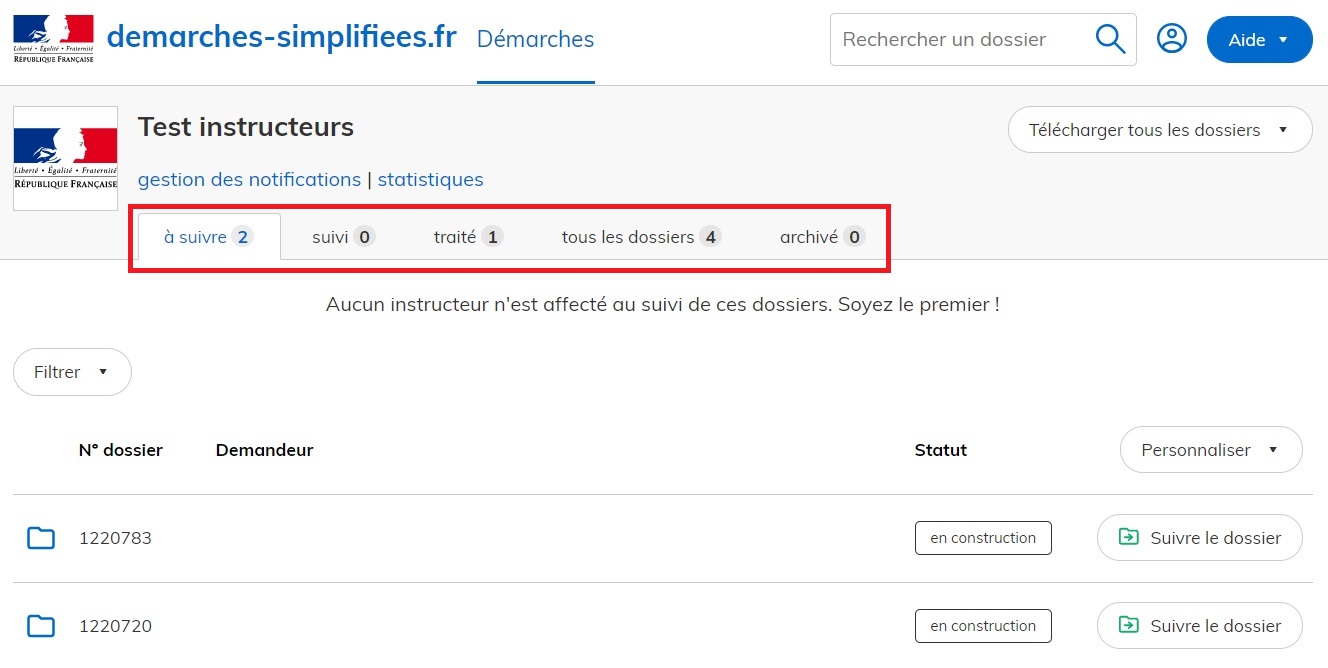 Liberté • Égalité • Fraternité
RÉPUBLIQUE FRANÇAISE
demarches-simplifiees.fr
Démarches
Rechercher un dossier
Aide
Liberté • Égalité • Fraternité
RÉPUBLIQUE FRANÇAISE
Test instructeurs
Télécharger tous les dossiers
gestion des notifications | statistiques
à suivre 2 suivi 0 traité 1 tous les dossiers 4 archivé 0
Aucun instructeur n'est affecté au suivi de ces dossiers. Soyez le premier !
Filtrer
N° dossier Demandeur Statut Personnaliser
1220783 en construction Suivre le dossier
1220720 en construction Suivre le dossier